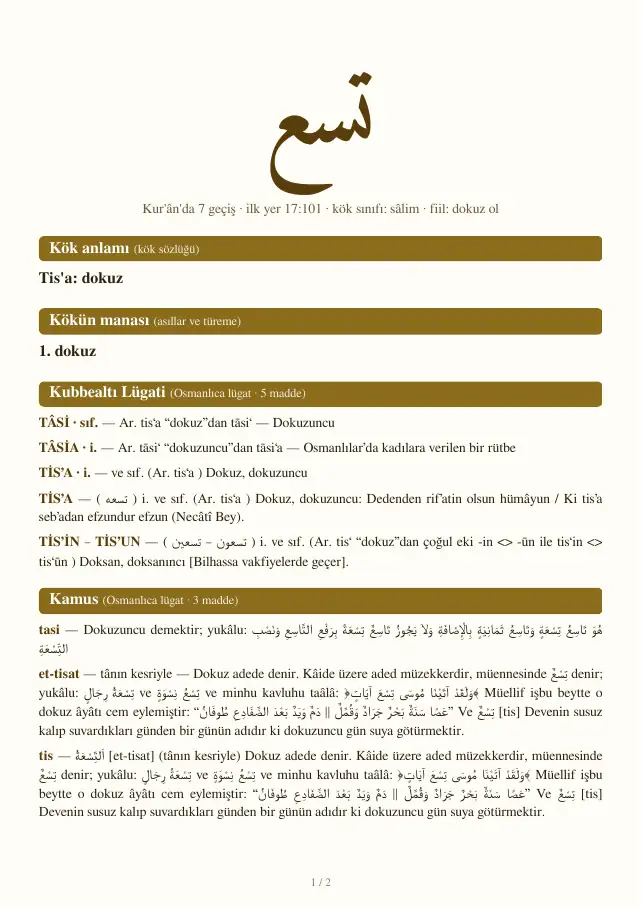 تسع
Kur'ân'da 7 geçiş · ilk yer 17:101 · kök sınıfı: sâlim · fiil: dokuz ol
Kök anlamı (kök sözlüğü)
Tis'a: dokuz
Kökün manası (asıllar ve türeme)
1. dokuz
Kubbealtı Lügati (Osmanlıca lügat · 5 madde)
TÂSİ · sıf. — Ar. tis‘a “dokuz”dan tāsi‘ — Dokuzuncu
TÂSİA · i. — Ar. tāsi‘ “dokuzuncu”dan tāsi‘a — Osmanlılar’da kadılara verilen bir rütbe
TİS’A · i. — ve sıf. (Ar. tis‘a ) Dokuz, dokuzuncu
TİS’A — ( تسعه ) i. ve sıf. (Ar. tis‘a ) Dokuz, dokuzuncu: Dedenden rif’atin olsun hümâyun / Ki tis’a
seb’adan efzundur efzun (Necâtî Bey).
TİS’İN – TİS’UN — ( تسعون – تسعين ) i. ve sıf. (Ar. tis‘ “dokuz”dan çoğul eki -in <> -ūn ile tis‘in <>
tis‘ūn ) Doksan, doksanıncı [Bilhassa vakfiyelerde geçer].
Kamus (Osmanlıca lügat · 3 madde)
tasi — Dokuzuncu demektir; yukâlu: هُوَ تَاسِعُ تِسْعَةٍ وَتَاسِعُ ثَمَانِيَةٍ بِالْإِضَافَةِ وَلَا يَجُوزُ تَاسِعٌ تِسْعَةً بِرَفْعِ التَّاسِعِ وَنَصْبِ
التِّسْعَةِ
et-tisat — tânın kesriyle — Dokuz adede denir. Kâide üzere aded müzekkerdir, müennesinde تِسْعٌ denir;
yukâlu: تِسْعَةُ رِجَالٍ ve تِسْعُ نِسْوَةٍ ve minhu kavluhu taâlâ: ﴿وَلَقَدْ آتَيْنَا مُوسَى تِسْعَ آيَاتٍ﴾ Müellif işbu beytte o
dokuz âyâtı cem eylemiştir: “عَصًا سَنَةٌ بَحْرٌ جَرَادٌ وَقُمَّلٌ || دَمٌ وَيَدٌ بَعْدَ الضَّفَادِعِ طُوفَانُ” Ve تِسْعٌ [tis] Devenin susuz
kalıp suvardıkları günden bir günün adıdır ki dokuzuncu gün suya götürmektir.
tis — اَلتِّسْعَةُ [et-tisat] (tânın kesriyle) Dokuz adede denir. Kâide üzere aded müzekkerdir, müennesinde
تِسْعٌ denir; yukâlu: تِسْعَةُ رِجَالٍ ve تِسْعُ نِسْوَةٍ ve minhu kavluhu taâlâ: ﴿وَلَقَدْ آتَيْنَا مُوسَى تِسْعَ آيَاتٍ﴾ Müellif işbu
beytte o dokuz âyâtı cem eylemiştir: “عَصًا سَنَةٌ بَحْرٌ جَرَادٌ وَقُمَّلٌ || دَمٌ وَيَدٌ بَعْدَ الضَّفَادِعِ طُوفَانُ” Ve تِسْعٌ [tis]
Devenin susuz kalıp suvardıkları günden bir günün adıdır ki dokuzuncu gün suya götürmektir.
1 / 2